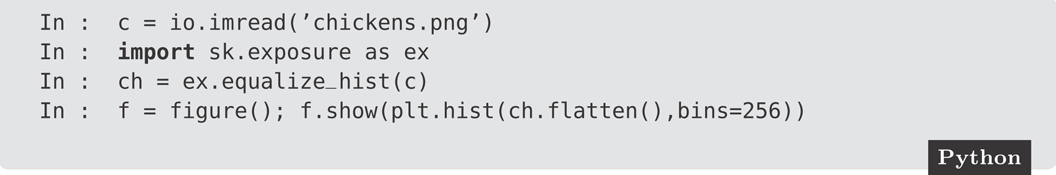 In :  c = io.imread(’chickens.png’)
In :  import sk.exposure as ex
In :  ch = ex.equalize_hist(c)
In :  f = figure(); f.show(plt.hist(ch.flatten(),bins=256))
Python